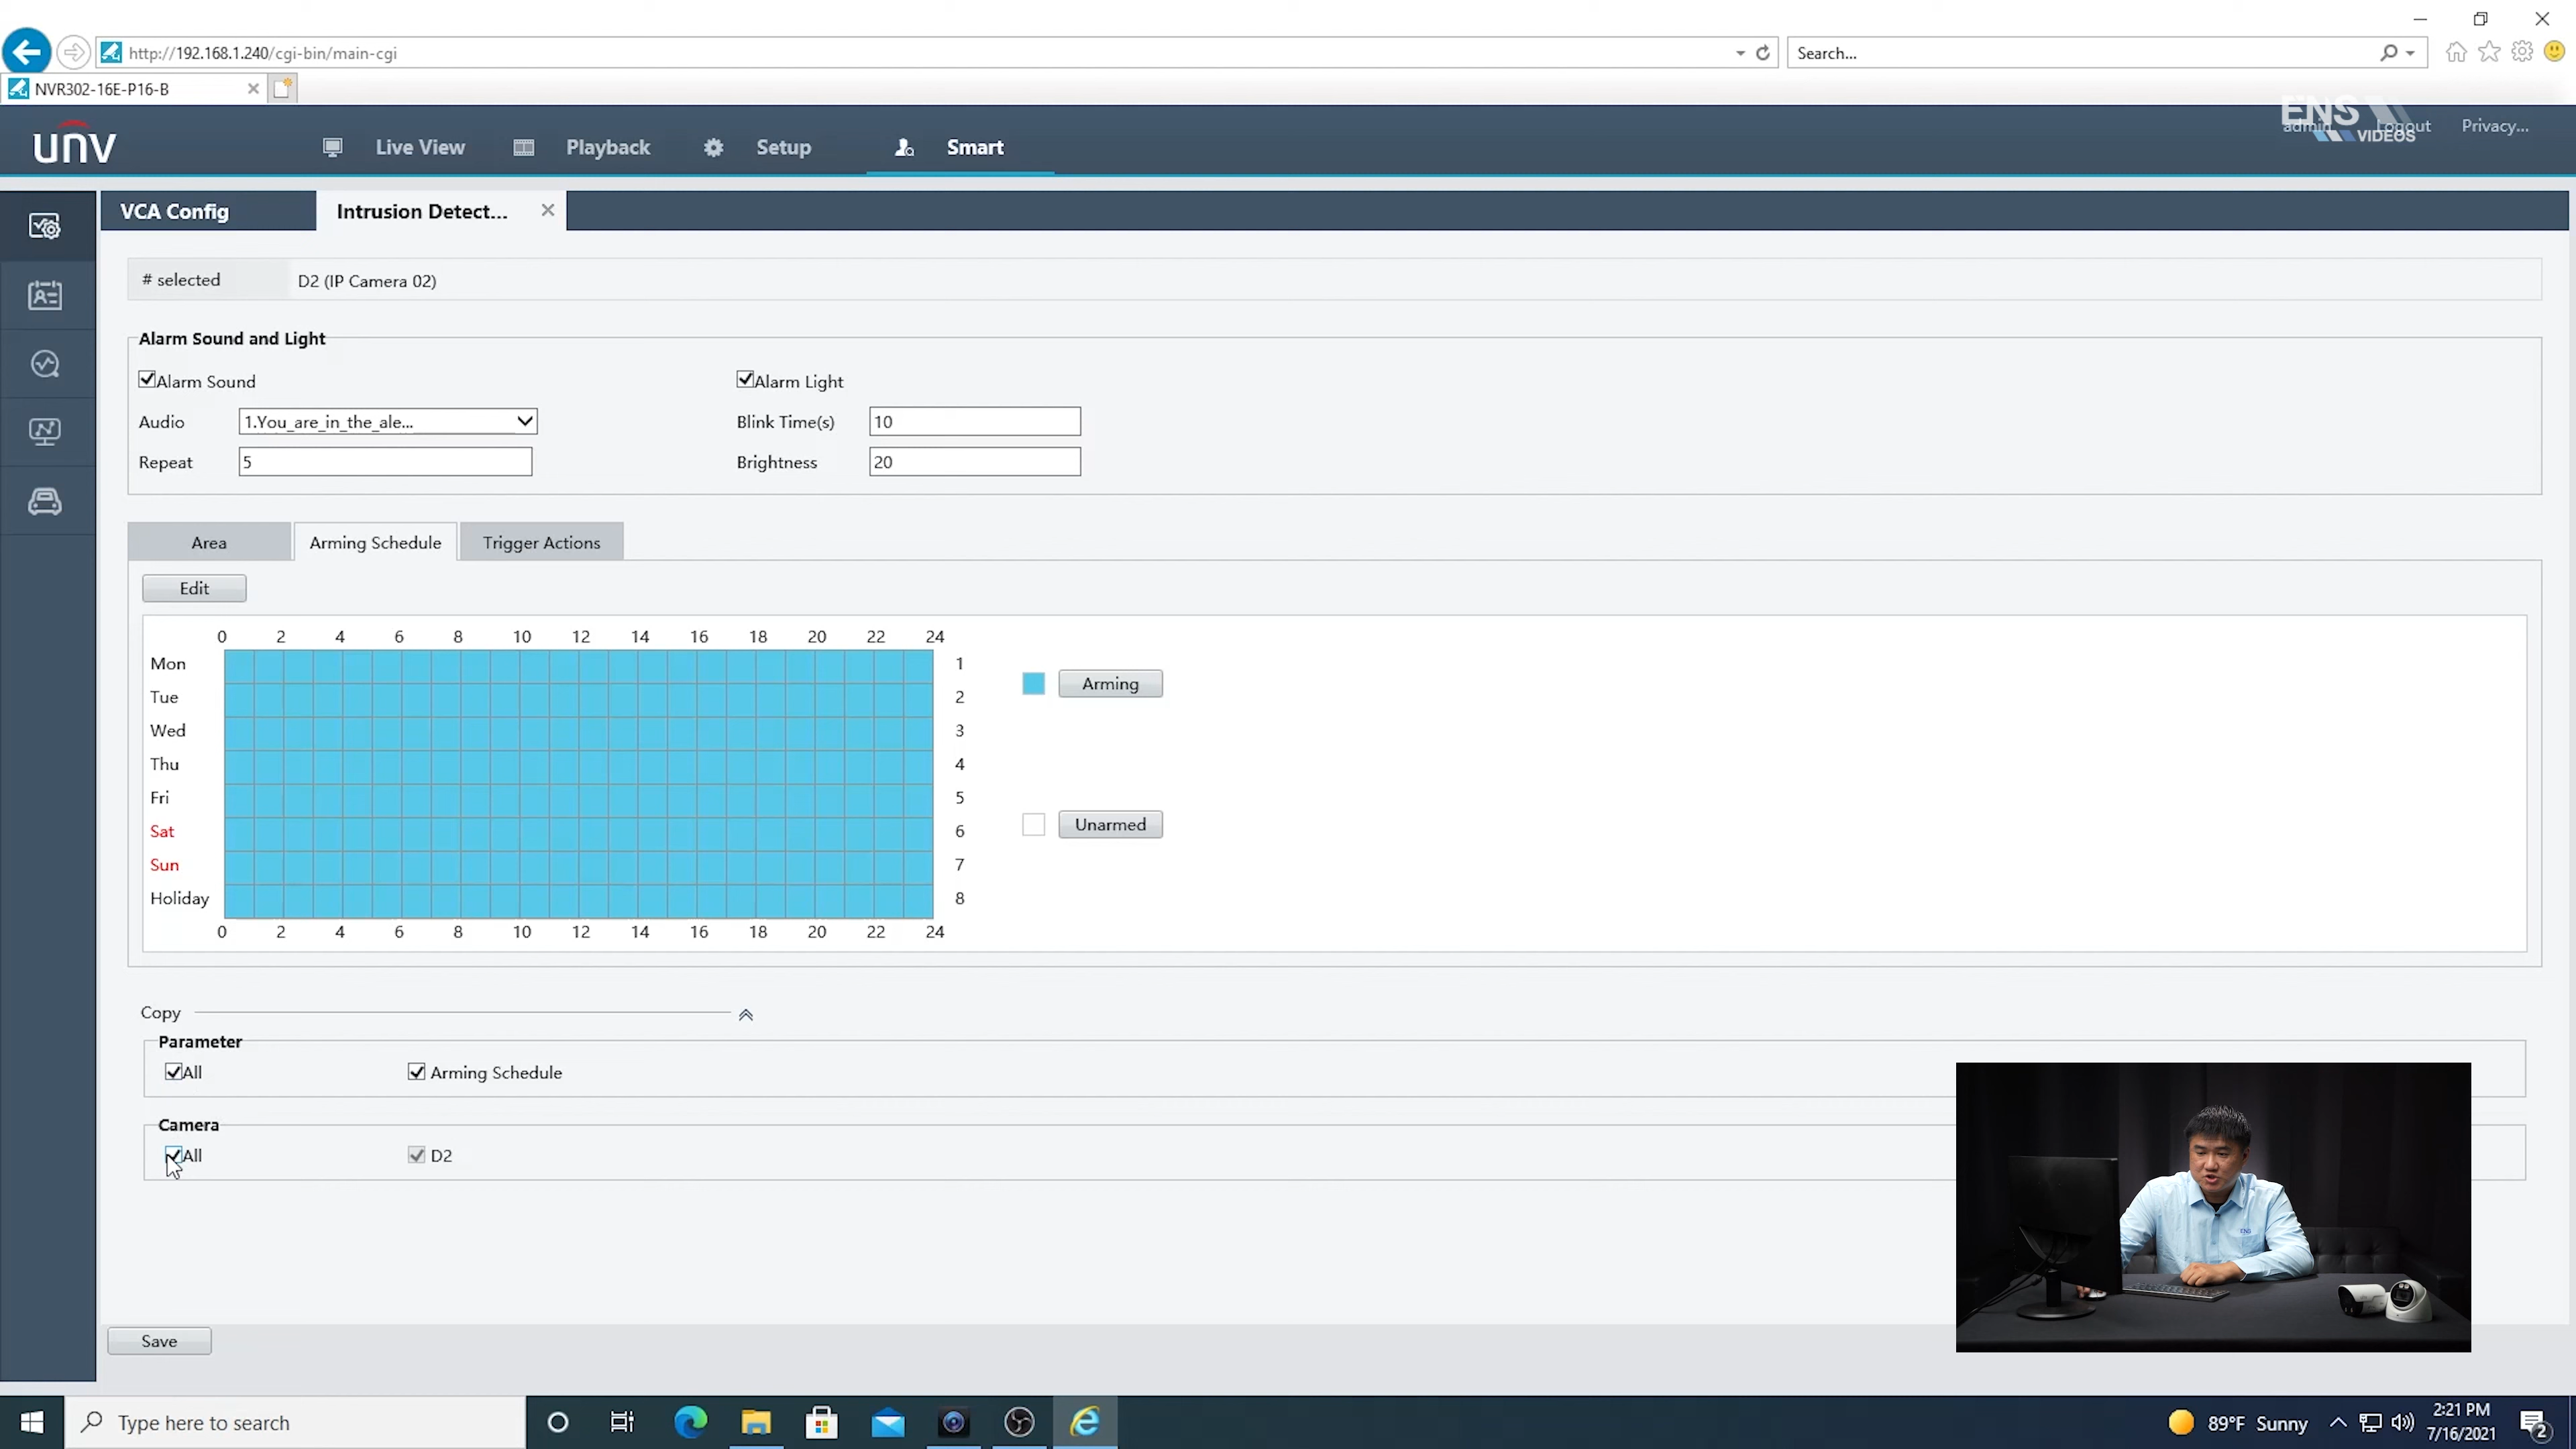 http://192.168.1.240/cgi-bin/main-cgi
Search...
NVR302-16E-P16-B
unv
Live View
Playback
Setup
Smart
ENS VIDEOS
admin
Logout
Privacy...
VCA Config
Intrusion Detect...
# selected
D2 (IP Camera 02)
Alarm Sound and Light
Alarm Sound
Alarm Light
Audio
1.You_are_in_the_ale...
Blink Time(s)
10
Repeat
5
Brightness
20
Area
Arming Schedule
Trigger Actions
Edit
0 2 4 6 8 10 12 14 16 18 20 22 24
Mon 1
Arming
Tue 2
Wed 3
Thu 4
Fri 5
Unarmed
Sat 6
Sun 7
Holiday 8
0 2 4 6 8 10 12 14 16 18 20 22 24
Copy
Parameter
All
Arming Schedule
Camera
All
D2
ENS
Save
Type here to search
89°F Sunny
2:21 PM
7/16/2021
2